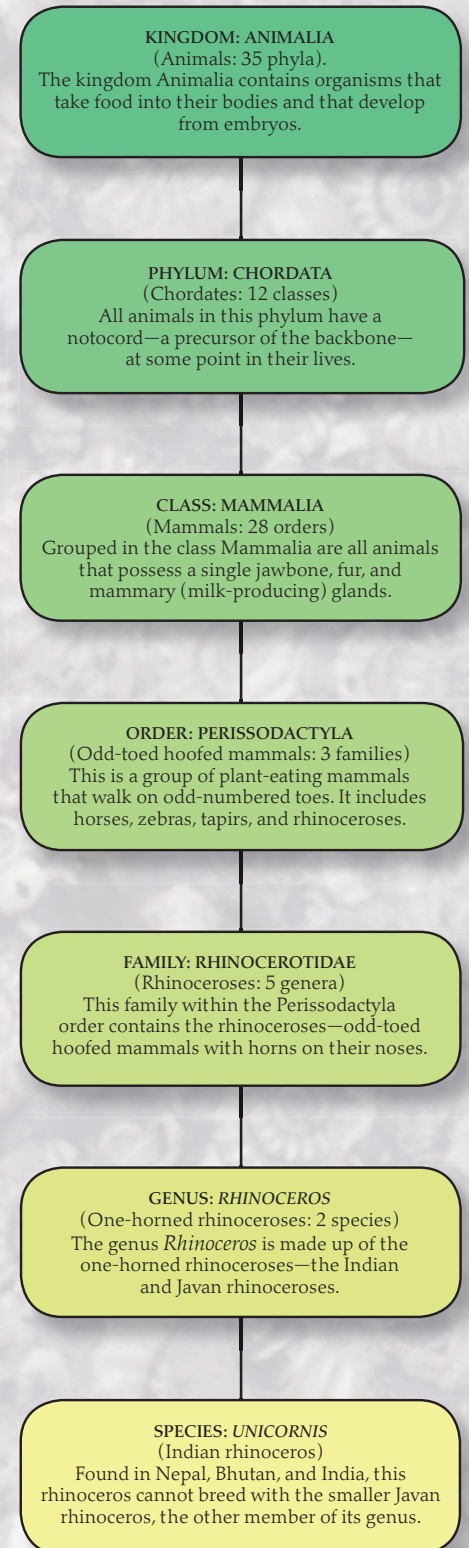 KINGDOM: ANIMALIA
(Animals: 35 phyla).
The kingdom Animalia contains organisms that
take food into their bodies and that develop
from embryos.
PHYLUM: CHORDATA
(Chordates: 12 classes)
All animals in this phylum have a
notocord—a precursor of the backbone—
at some point in their lives.
CLASS: MAMMALIA
(Mammals: 28 orders)
Grouped in the class Mammalia are all animals
that possess a single jawbone, fur, and
mammary (milk-producing) glands.
ORDER: PERISSODACTYLA
(Odd-toed hoofed mammals: 3 families)
This is a group of plant-eating mammals
that walk on odd-numbered toes. It includes
horses, zebras, tapirs, and rhinoceroses.
FAMILY: RHINOCEROTIDAE
(Rhinoceroses: 5 genera)
This family within the Perissodactyla
order contains the rhinoceroses—odd-toed
hoofed mammals with horns on their noses.
GENUS: RHINOCEROS
(One-horned rhinoceroses: 2 species)
The genus Rhinoceros is made up of the
one-horned rhinoceroses—the Indian
and Javan rhinoceroses.
SPECIES: UNICORNIS
(Indian rhinoceros)
Found in Nepal, Bhutan, and India, this
rhinoceros cannot breed with the smaller Javan
rhinoceros, the other member of its genus.